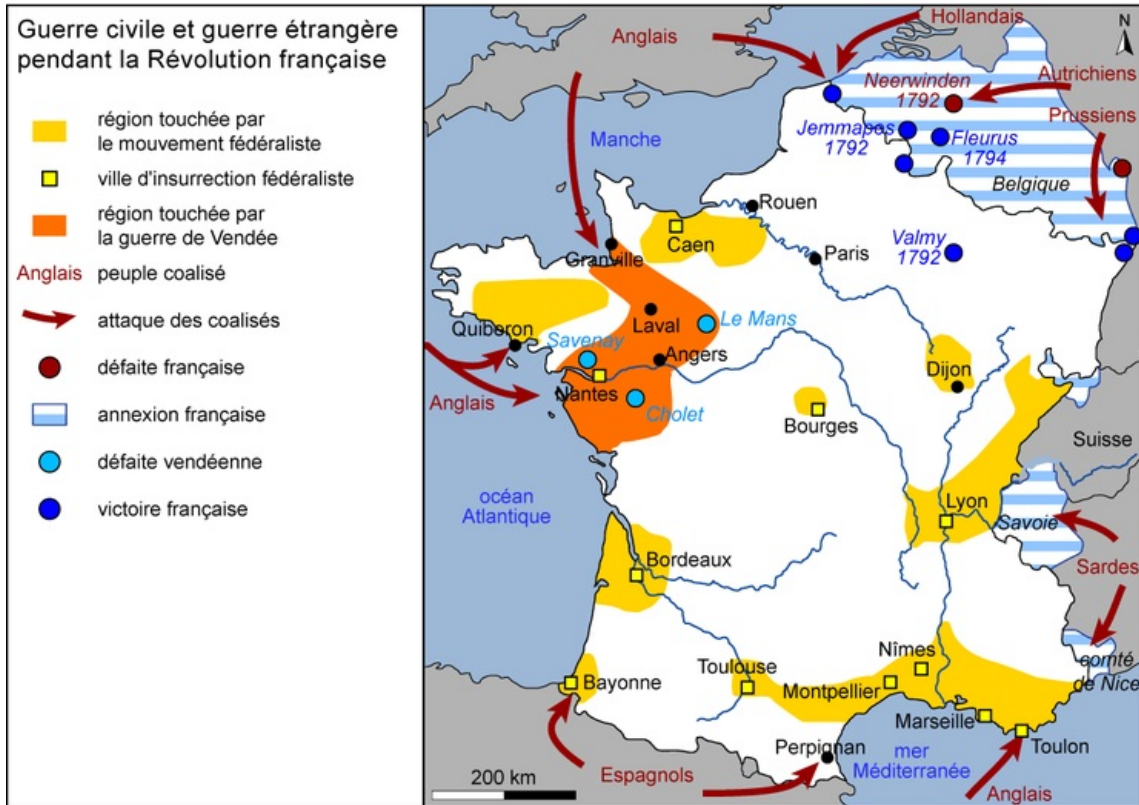 Guerre civile et guerre étrangère
pendant la Révolution française
région touchée par
le mouvement fédéraliste
ville d'insurrection fédéraliste
région touchée par
la guerre de Vendée
Anglais
peuple coalisé
attaque des coalisés
défaite française
annexion française
défaite vendéenne
victoire française
Hollandais
N
Anglais
Neerwinden
1792
Autrichiens
Prussiens
Manche
Jemmapos
1792
Fleurus
1794
Belgique
Rouen
Caen
Valmy
1792
Paris
Granville
Laval
Le Mans
Quiberon
Savenay
Angers
Dijon
Anglais
Nantes
Cholet
Bourges
Suisse
océan
Atlantique
Lyon
Savoie
Bordeaux
Sardes
Nîmes
comté
de Nice
Bayonne
Toulouse
Montpellier
Marseille
Toulon
Perpignan
mer
Méditerranée
200 km
Espagnols
Anglais